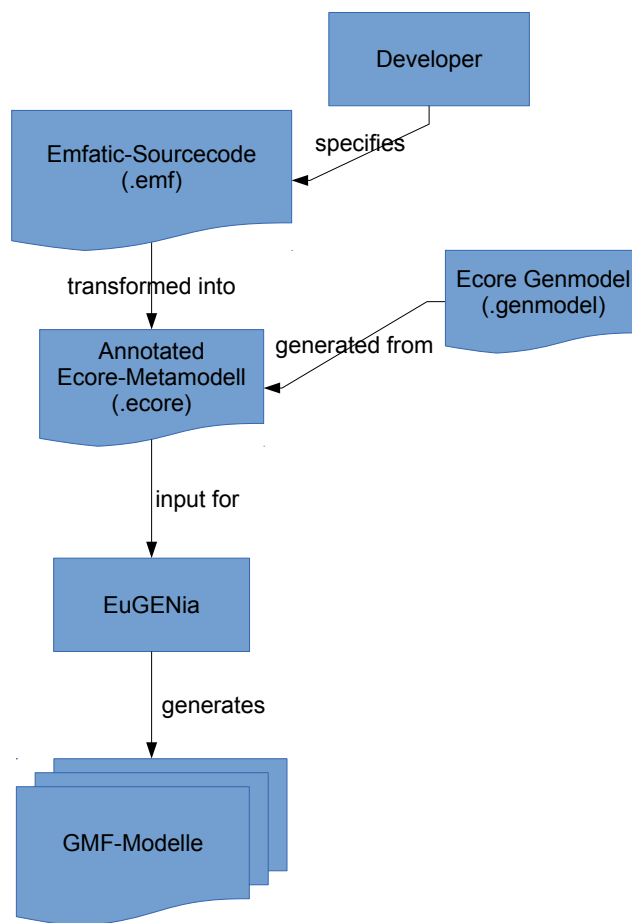 Developer
specifies
Emfatic-Sourcecode
(.emf)
transformed into
Ecore Genmodel
(.genmodel)
generated from
Annotated
Ecore-Metamodell
(.ecore)
input for
EuGENia
generates
GMF-Modelle